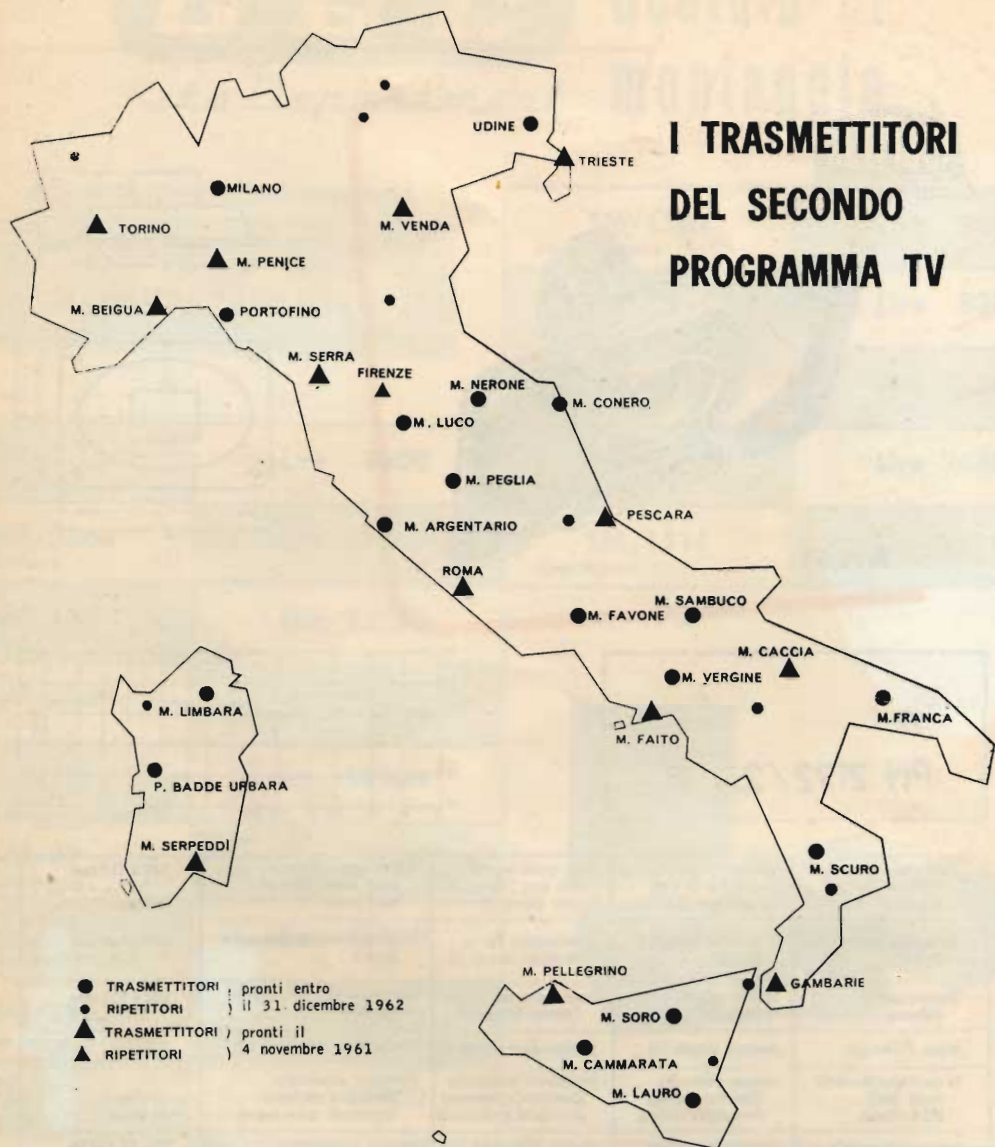 I TRASMETTITORI
DEL SECONDO
PROGRAMMA TV
UDINE
TRIESTE
MILANO
TORINO
M. VENDA
M. PENICE
M. BEIGUA
PORTOFINO
M. SERRA
FIRENZE
M. NERONE
M. CONERO
M. LUCO
M. PEGLIA
M. ARGENTARIO
PESCARA
ROMA
M. FAVONE
M. SAMBUCO
M. CACCIA
M. VERGINE
M. FRANCA
M. FAITO
M. LIMBARA
P. BADDE URBARA
M. SERPEDDÌ
M. SCURO
M. PELLEGRINO
GAMBARIE
M. SORO
M. CAMMARATA
M. LAURO
TRASMETTITORI ) pronti entro
RIPETITORI ) il 31. dicembre 1962
TRASMETTITORI ) pronti il
RIPETITORI ) 4 novembre 1961